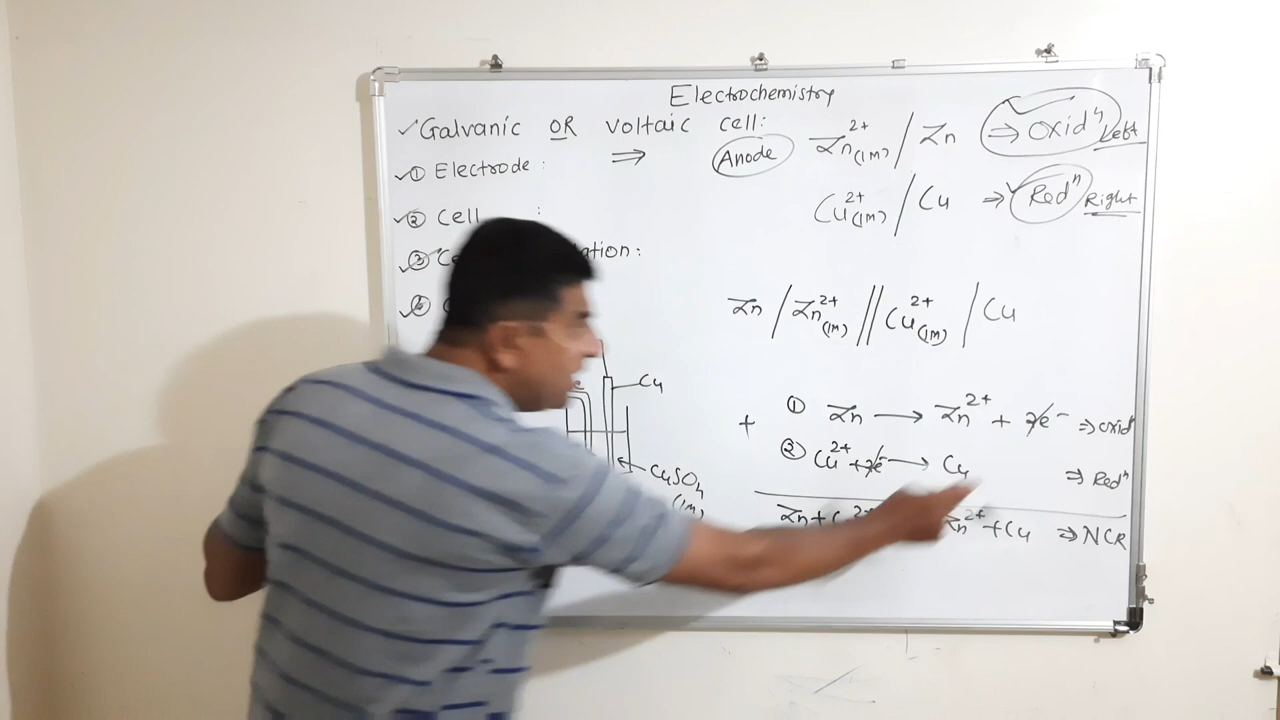 Electrochemistry
✓Galvanic OR voltaic cell:
✓① Electrode :
⇒ Anode
Zn²⁺(1M) / Zn ⇒ Oxidⁿ Left
Cu²⁺(1M) / Cu ⇒ ✓Redⁿ Right
✓② Cell :
✓③
Zn / Zn²⁺(1M) // Cu²⁺(1M) / Cu
Cu
CuSO₄
(1M)
① Zn → Zn²⁺ + 2e⁻ ⇒ oxidⁿ
+
② Cu²⁺ + 2e⁻ → Cu ⇒ Redⁿ
Zn + Zn²⁺ + Cu ⇒ NCR